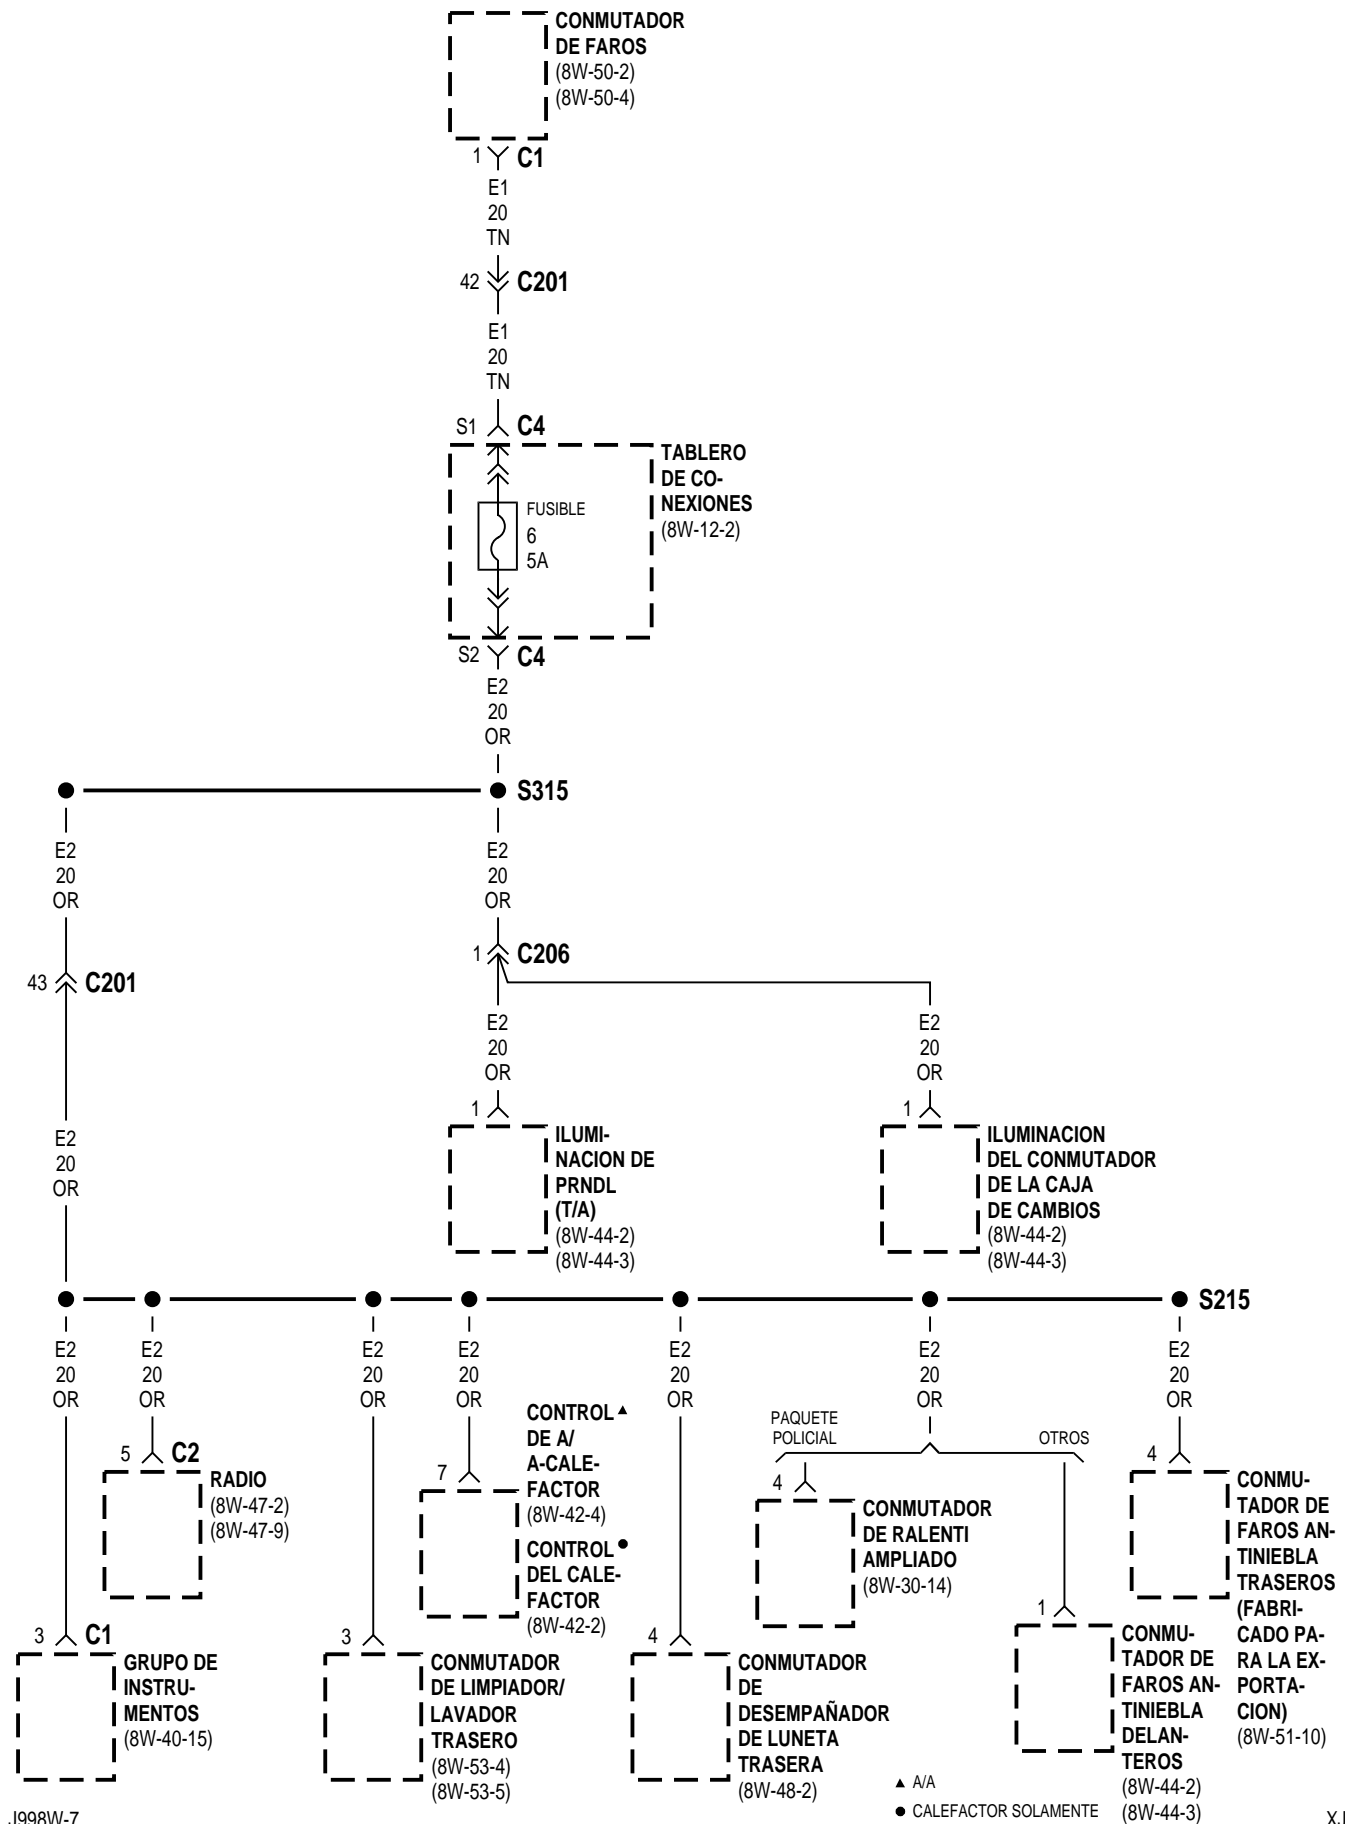 CONMUTADOR
DE FAROS
(8W-50-2)
(8W-50-4)
1 C1
E1
20
TN
42 C201
E1
20
TN
S1 C4
TABLERO
DE CO-
NEXIONES
(8W-12-2)
FUSIBLE
6
5A
S2 C4
E2
20
OR
S315
E2
20
OR
E2
20
OR
1 C206
43 C201
E2
20
OR
E2
20
OR
E2
20
OR
1
ILUMI-
NACION DE
PRNDL
(T/A)
(8W-44-2)
(8W-44-3)
1
ILUMINACION
DEL CONMUTADOR
DE LA CAJA
DE CAMBIOS
(8W-44-2)
(8W-44-3)
S215
E2
20
OR
E2
20
OR
E2
20
OR
E2
20
OR
E2
20
OR
E2
20
OR
E2
20
OR
5 C2
RADIO
(8W-47-2)
(8W-47-9)
7
CONTROL ▲
DE A/
A-CALE-
FACTOR
(8W-42-4)
CONTROL ●
DEL CALE-
FACTOR
(8W-42-2)
PAQUETE
POLICIAL
OTROS
4
CONMUTADOR
DE RALENTI
AMPLIADO
(8W-30-14)
4
CONMU-
TADOR DE
FAROS AN-
TINIEBLA
TRASEROS
(FABRI-
CADO PA-
RA LA EX-
PORTA-
CION)
(8W-51-10)
3 C1
GRUPO DE
INSTRU-
MENTOS
(8W-40-15)
3
CONMUTADOR
DE LIMPIADOR/
LAVADOR
TRASERO
(8W-53-4)
(8W-53-5)
4
CONMUTADOR
DE
DESEMPAÑADOR
DE LUNETA
TRASERA
(8W-48-2)
1
CONMU-
TADOR DE
FAROS AN-
TINIEBLA
DELAN-
TEROS
(8W-44-2)
(8W-44-3)
▲ A/A
● CALEFACTOR SOLAMENTE
J998W-7